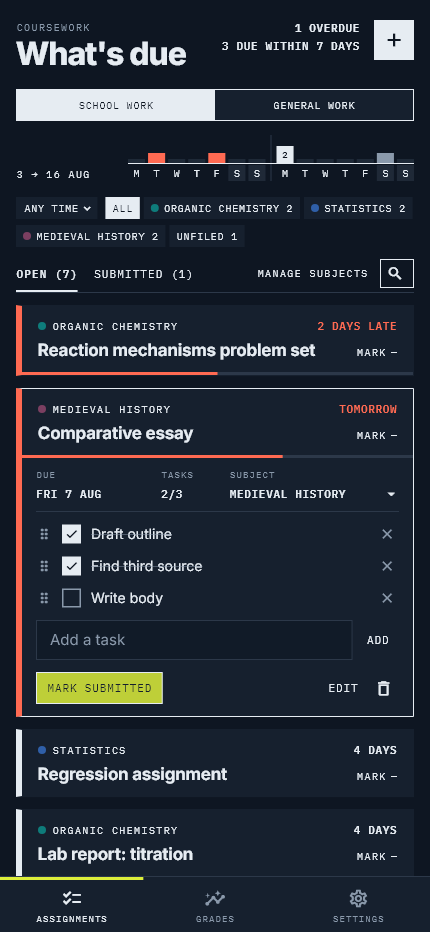 COURSEWORK
What's due
1 OVERDUE
3 DUE WITHIN 7 DAYS
+
SCHOOL WORK
GENERAL WORK
2
3 → 16 AUG
M T W T F S S M T W T F S S
ANY TIME
ALL
ORGANIC CHEMISTRY 2
STATISTICS 2
MEDIEVAL HISTORY 2
UNFILED 1
OPEN (7)
SUBMITTED (1)
MANAGE SUBJECTS
ORGANIC CHEMISTRY
2 DAYS LATE
Reaction mechanisms problem set
MARK –
MEDIEVAL HISTORY
TOMORROW
Comparative essay
MARK –
DUE
TASKS
SUBJECT
FRI 7 AUG
2/3
MEDIEVAL HISTORY
Draft outline
Find third source
Write body
Add a task
ADD
MARK SUBMITTED
EDIT
STATISTICS
4 DAYS
Regression assignment
MARK –
ORGANIC CHEMISTRY
4 DAYS
Lab report: titration
MARK –
ASSIGNMENTS
GRADES
SETTINGS